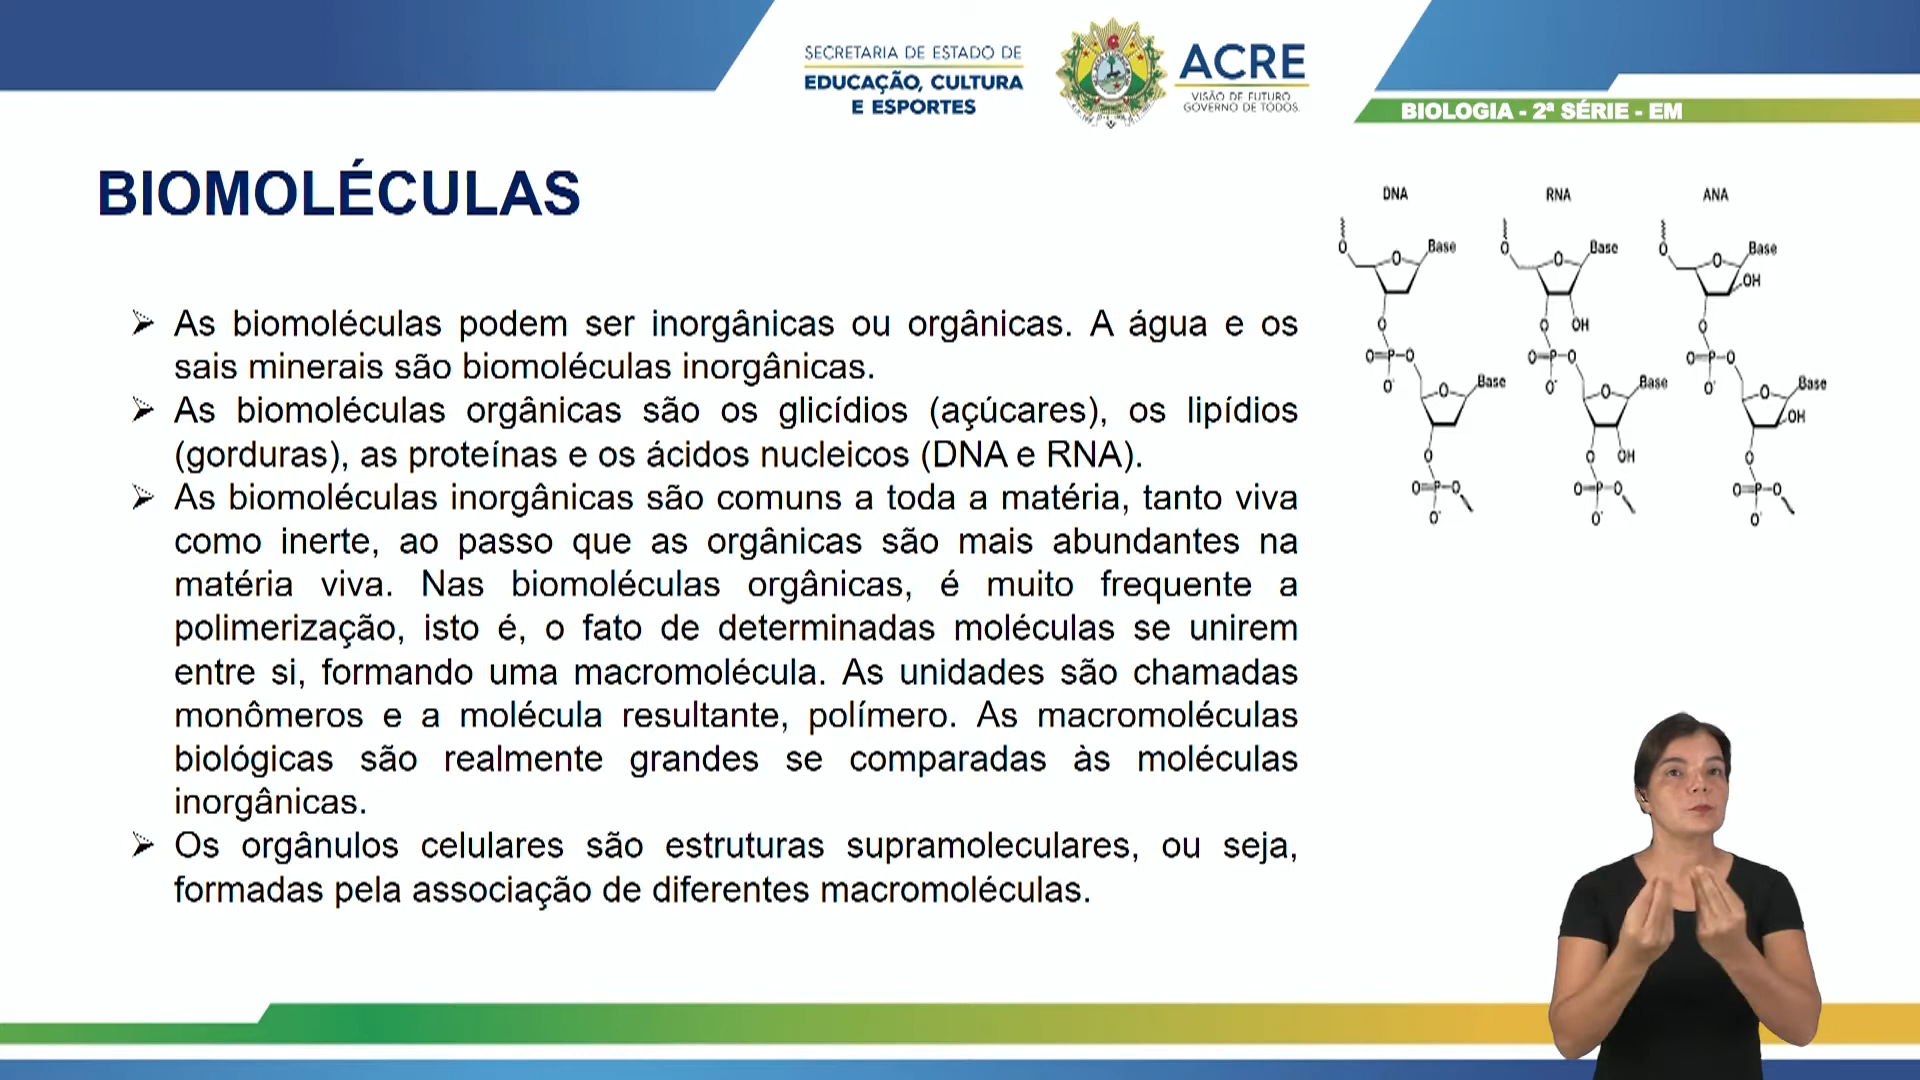 SECRETARIA DE ESTADO DE
EDUCAÇÃO, CULTURA
E ESPORTES
ACRE
VISÃO DE FUTURO
GOVERNO DE TODOS
BIOLOGIA - 2ª SÉRIE - EM
BIOMOLÉCULAS
As biomoléculas podem ser inorgânicas ou orgânicas. A água e os
sais minerais são biomoléculas inorgânicas.
As biomoléculas orgânicas são os glicídios (açúcares), os lipídios
(gorduras), as proteínas e os ácidos nucleicos (DNA e RNA).
As biomoléculas inorgânicas são comuns a toda a matéria, tanto viva
como inerte, ao passo que as orgânicas são mais abundantes na
matéria viva. Nas biomoléculas orgânicas, é muito frequente a
polimerização, isto é, o fato de determinadas moléculas se unirem
entre si, formando uma macromolécula. As unidades são chamadas
monômeros e a molécula resultante, polímero. As macromoléculas
biológicas são realmente grandes se comparadas às moléculas
inorgânicas.
Os orgânulos celulares são estruturas supramoleculares, ou seja,
formadas pela associação de diferentes macromoléculas.
DNA RNA ANA
O O Base O O Base O O Base
OH
O O OH O
O=P-O O=P-O O=P-O
O- O- O-
O Base O Base O Base
OH
O O OH O
O=P-O O=P-O O=P-O
O- O- O-